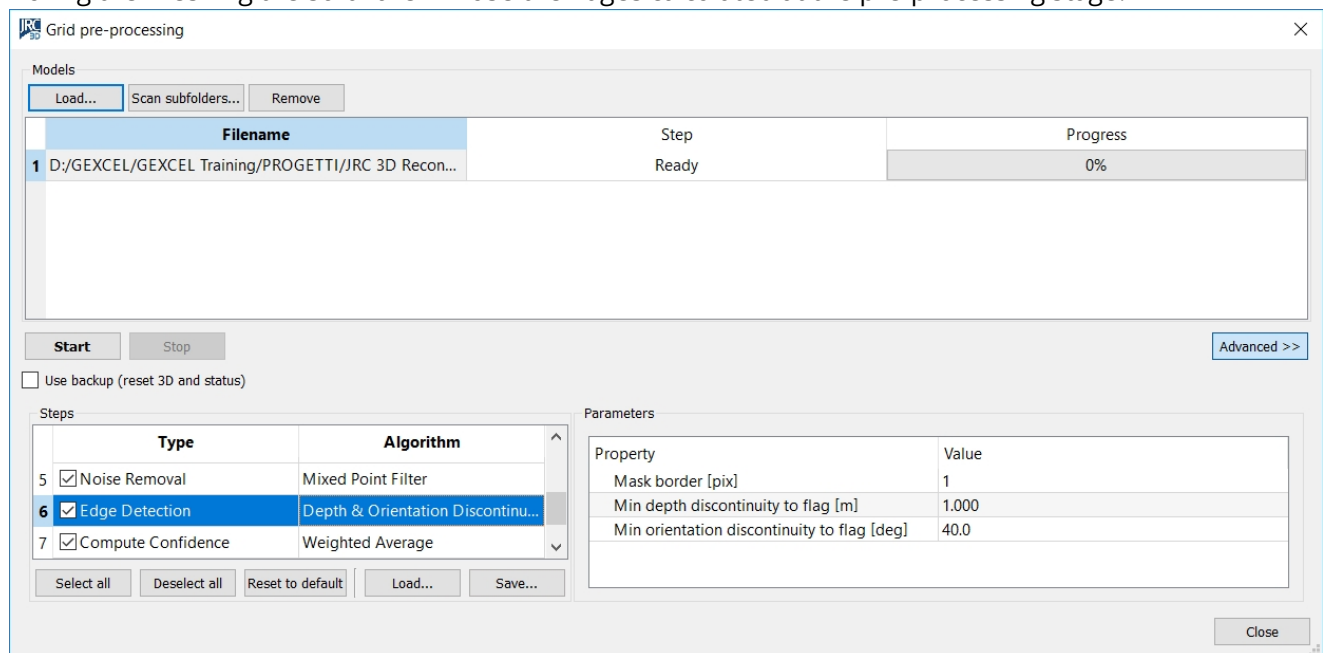 JRC 3D Grid pre-processing
Models
Load... Scan subfolders... Remove
Filename Step Progress
1 D:/GEXCEL/GEXCEL Training/PROGETTI/JRC 3D Recon... Ready 0%
Start Stop Advanced >>
Use backup (reset 3D and status)
Steps Parameters
Type Algorithm
Property Value
5 Noise Removal Mixed Point Filter
Mask border [pix] 1
6 Edge Detection Depth & Orientation Discontinu...
Min depth discontinuity to flag [m] 1.000
Min orientation discontinuity to flag [deg] 40.0
7 Compute Confidence Weighted Average
Select all Deselect all Reset to default Load... Save...
Close